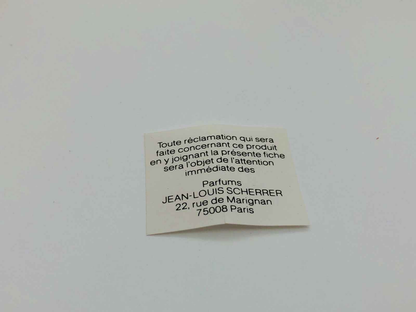 Toute réclamation qui sera
faite concernant ce produit
en y joignant la présente fiche
sera l'objet de l'attention
immédiate des
Parfums
JEAN-LOUIS SCHERRER
22, rue de Marignan
75008 Paris